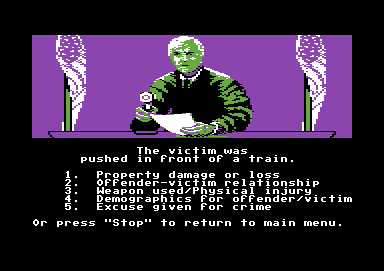 The victim was
pushed in front of a train.
1. Property damage or loss
2. Offender-victim relationship
3. Weapon used/Physical injury
4. Demographics for offender/victim
5. Excuse given for crime
Or press "Stop" to return to main menu.